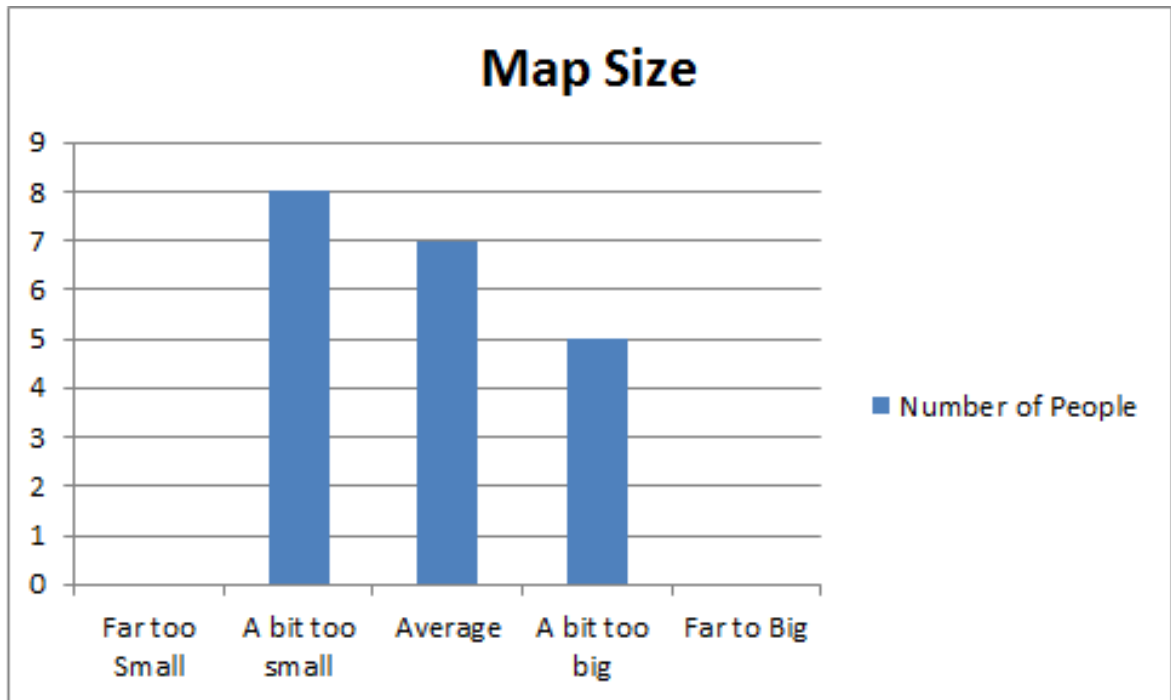 Map Size
9
8
7
6
5
4
3
2
1
0
Far too
Small
A bit too
small
Average
A bit too
big
Far to Big
Number of People